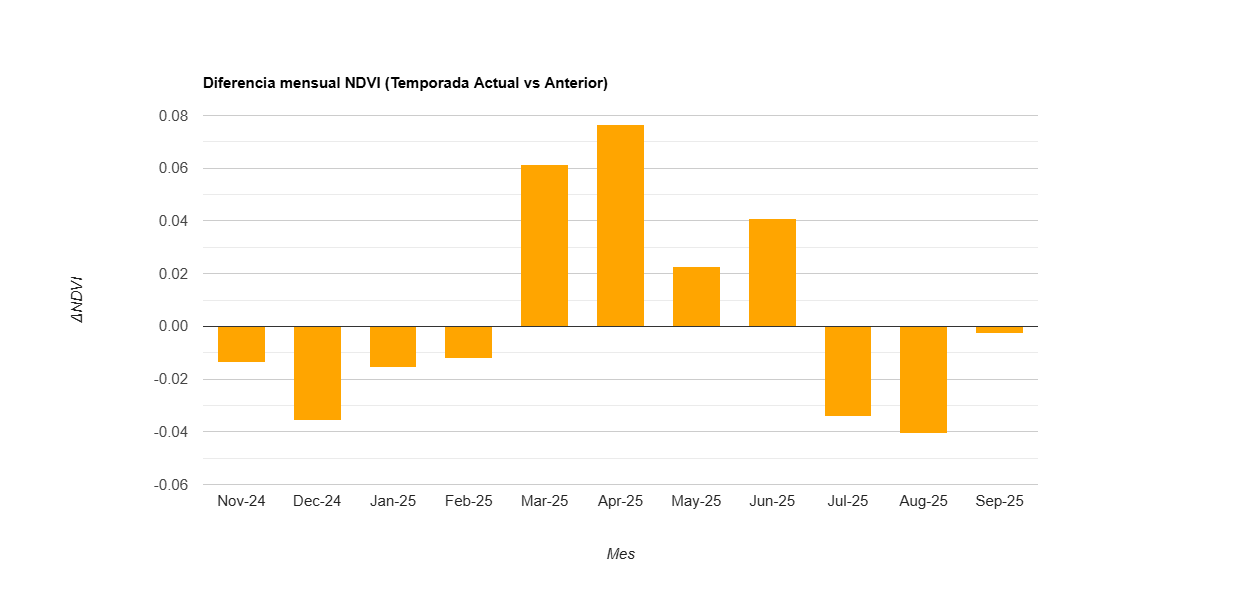 Diferencia mensual NDVI (Temporada Actual vs Anterior)
0.08
0.06
0.04
0.02
0.00
-0.02
-0.04
-0.06
ΔNDVI
Nov-24 Dec-24 Jan-25 Feb-25 Mar-25 Apr-25 May-25 Jun-25 Jul-25 Aug-25 Sep-25
Mes